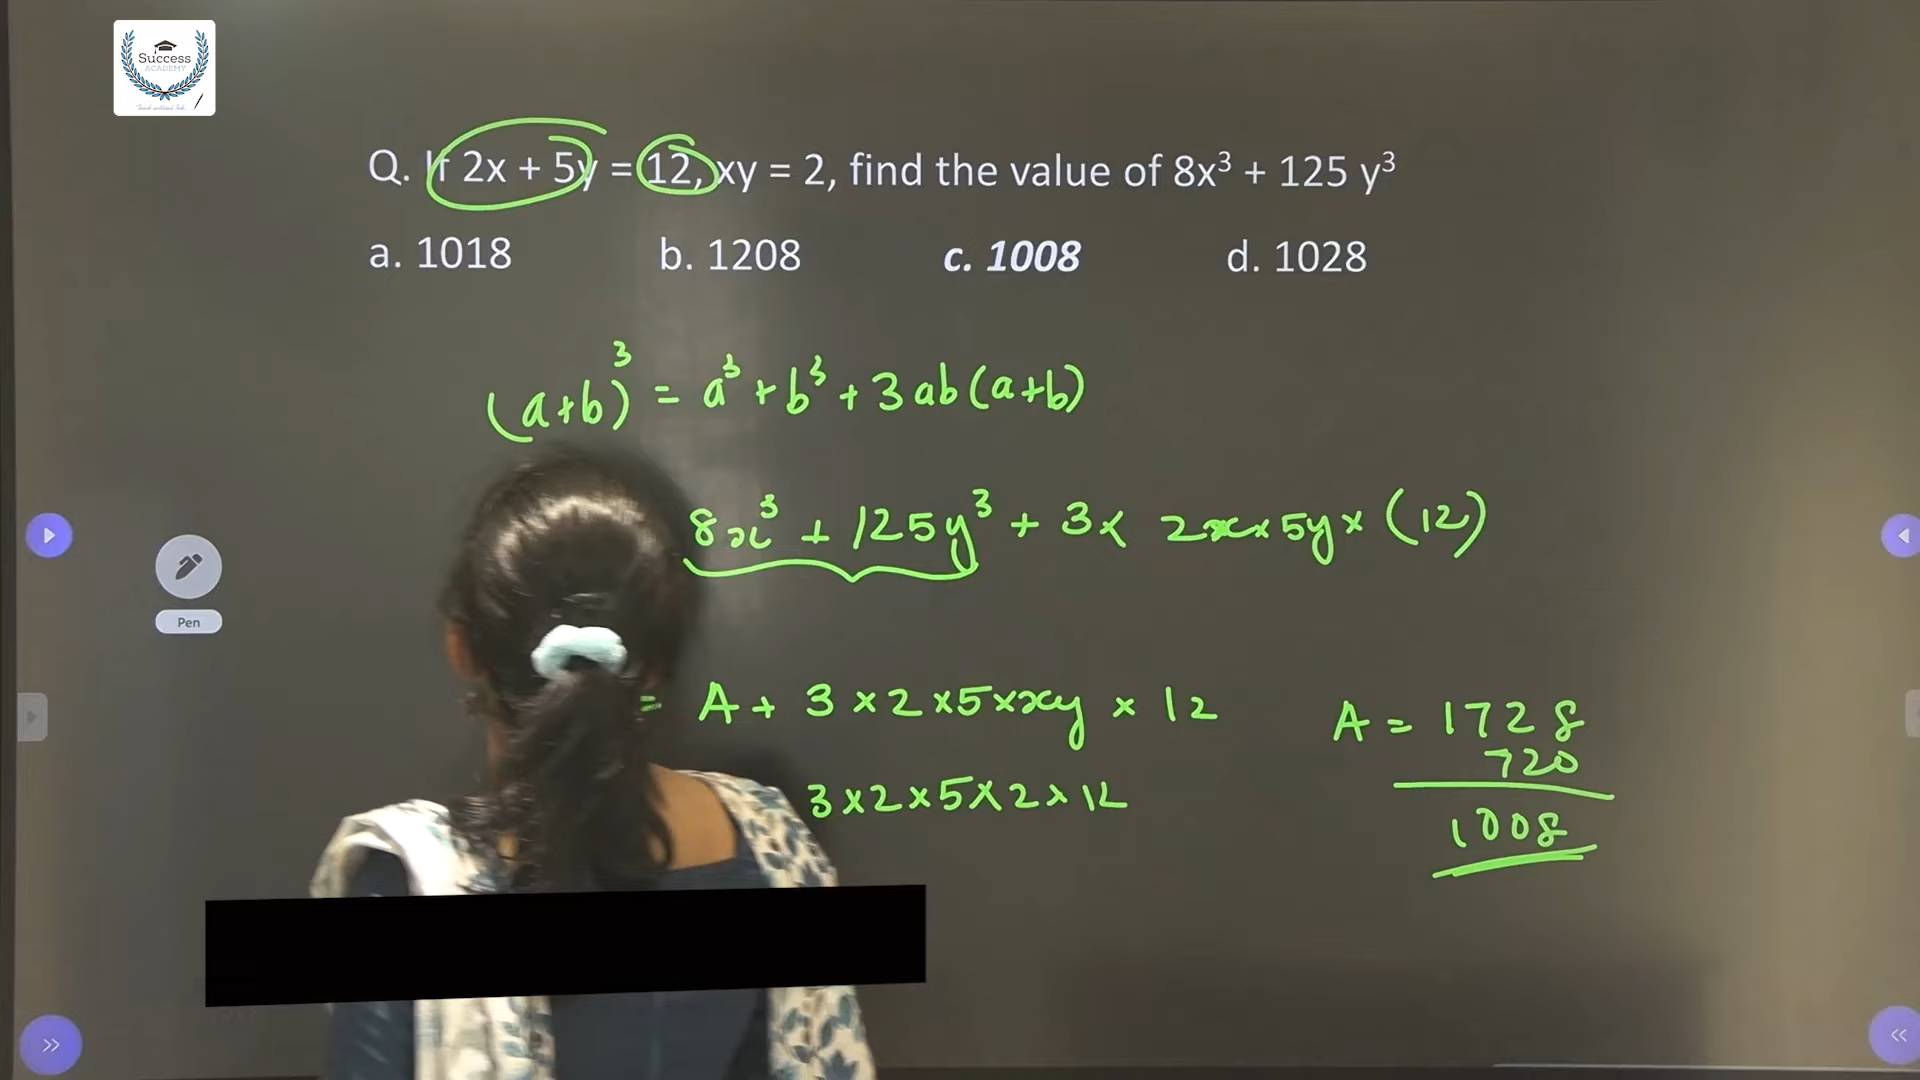 Success
ACADEMY
Q. If 2x + 5y = 12, xy = 2, find the value of 8x³ + 125 y³
a. 1018 b. 1208 c. 1008 d. 1028
(a+b)³ = a³ + b³ + 3ab(a+b)
8x³ + 125y³ + 3× 2x×5y×(12)
Pen
= A + 3×2×5×xy × 12
A = 1728
720
3×2×5×2×12
1008